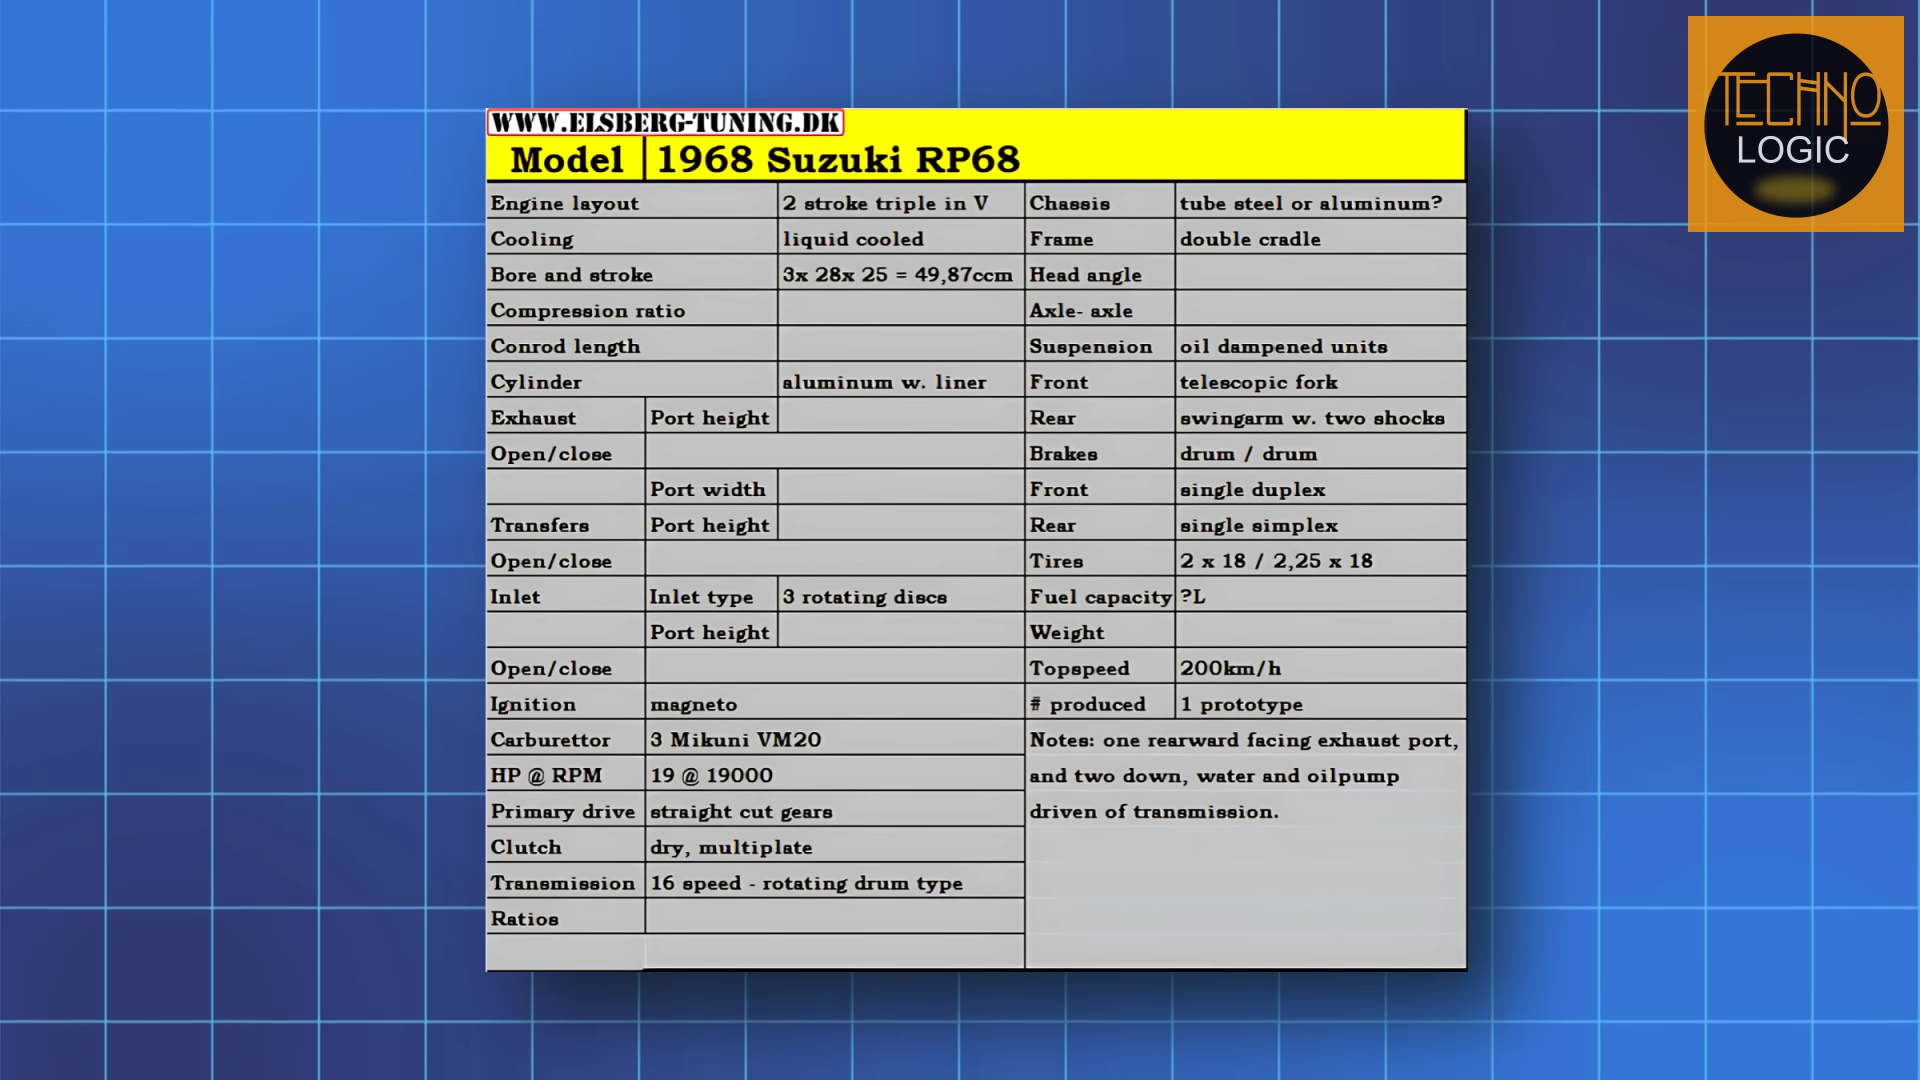 WWW.ELSBERG-TUNING.DK
Model 1968 Suzuki RP68
Engine layout 2 stroke triple in V Chassis tube steel or aluminum?
Cooling liquid cooled Frame double cradle
Bore and stroke 3x 28x 25 = 49,87ccm Head angle
Compression ratio Axle- axle
Conrod length Suspension oil dampened units
Cylinder aluminum w. liner Front telescopic fork
Exhaust Port height Rear swingarm w. two shocks
Open/close Brakes drum / drum
Port width Front single duplex
Transfers Port height Rear single simplex
Open/close Tires 2 x 18 / 2,25 x 18
Inlet Inlet type 3 rotating discs Fuel capacity ?L
Port height Weight
Open/close Topspeed 200km/h
Ignition magneto # produced 1 prototype
Carburettor 3 Mikuni VM20 Notes: one rearward facing exhaust port,
HP @ RPM 19 @ 19000 and two down, water and oilpump
Primary drive straight cut gears driven of transmission.
Clutch dry, multiplate
Transmission 16 speed - rotating drum type
Ratios
TECHNO
LOGIC